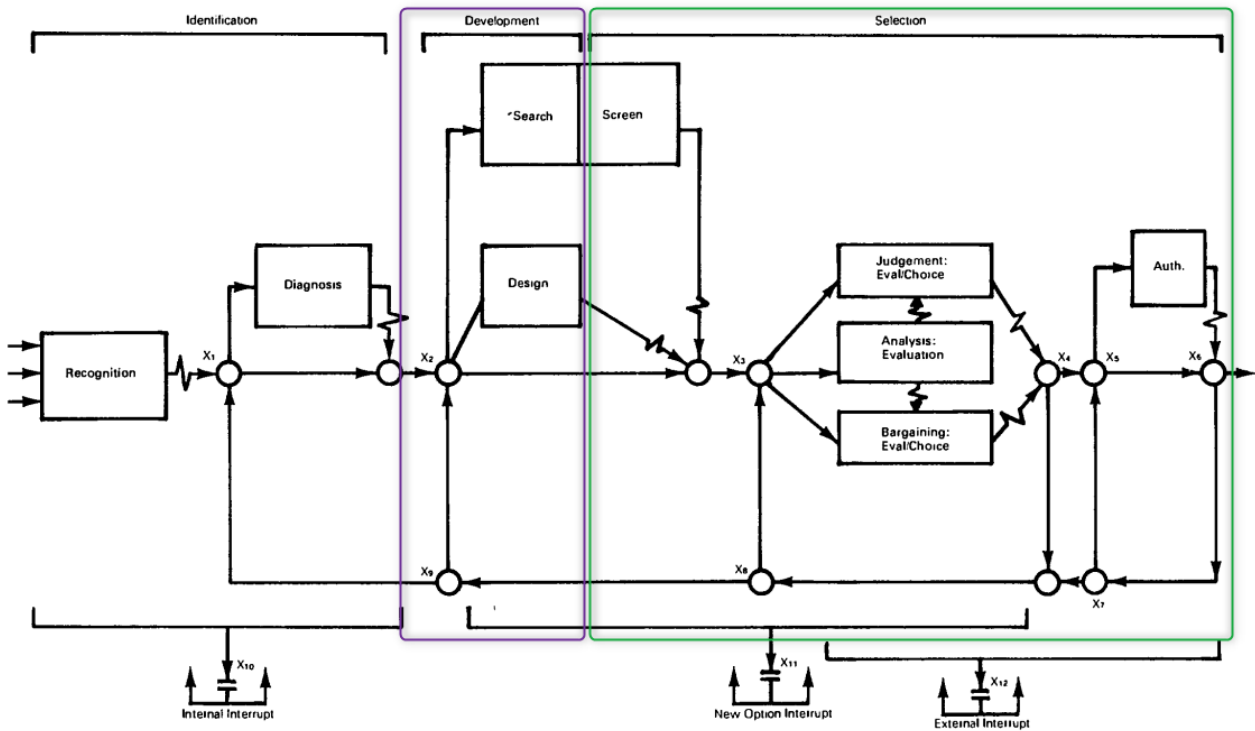 Identification
Development
Selection
Search
Screen
Diagnosis
Design
Judgement:
Eval/Choice
Auth.
Recognition
X1
X2
X3
Analysis:
Evaluation
X4
X5
X6
Bargaining:
Eval/Choice
X9
X8
X7
X10
X11
X12
Internal Interrupt
New Option Interrupt
External Interrupt